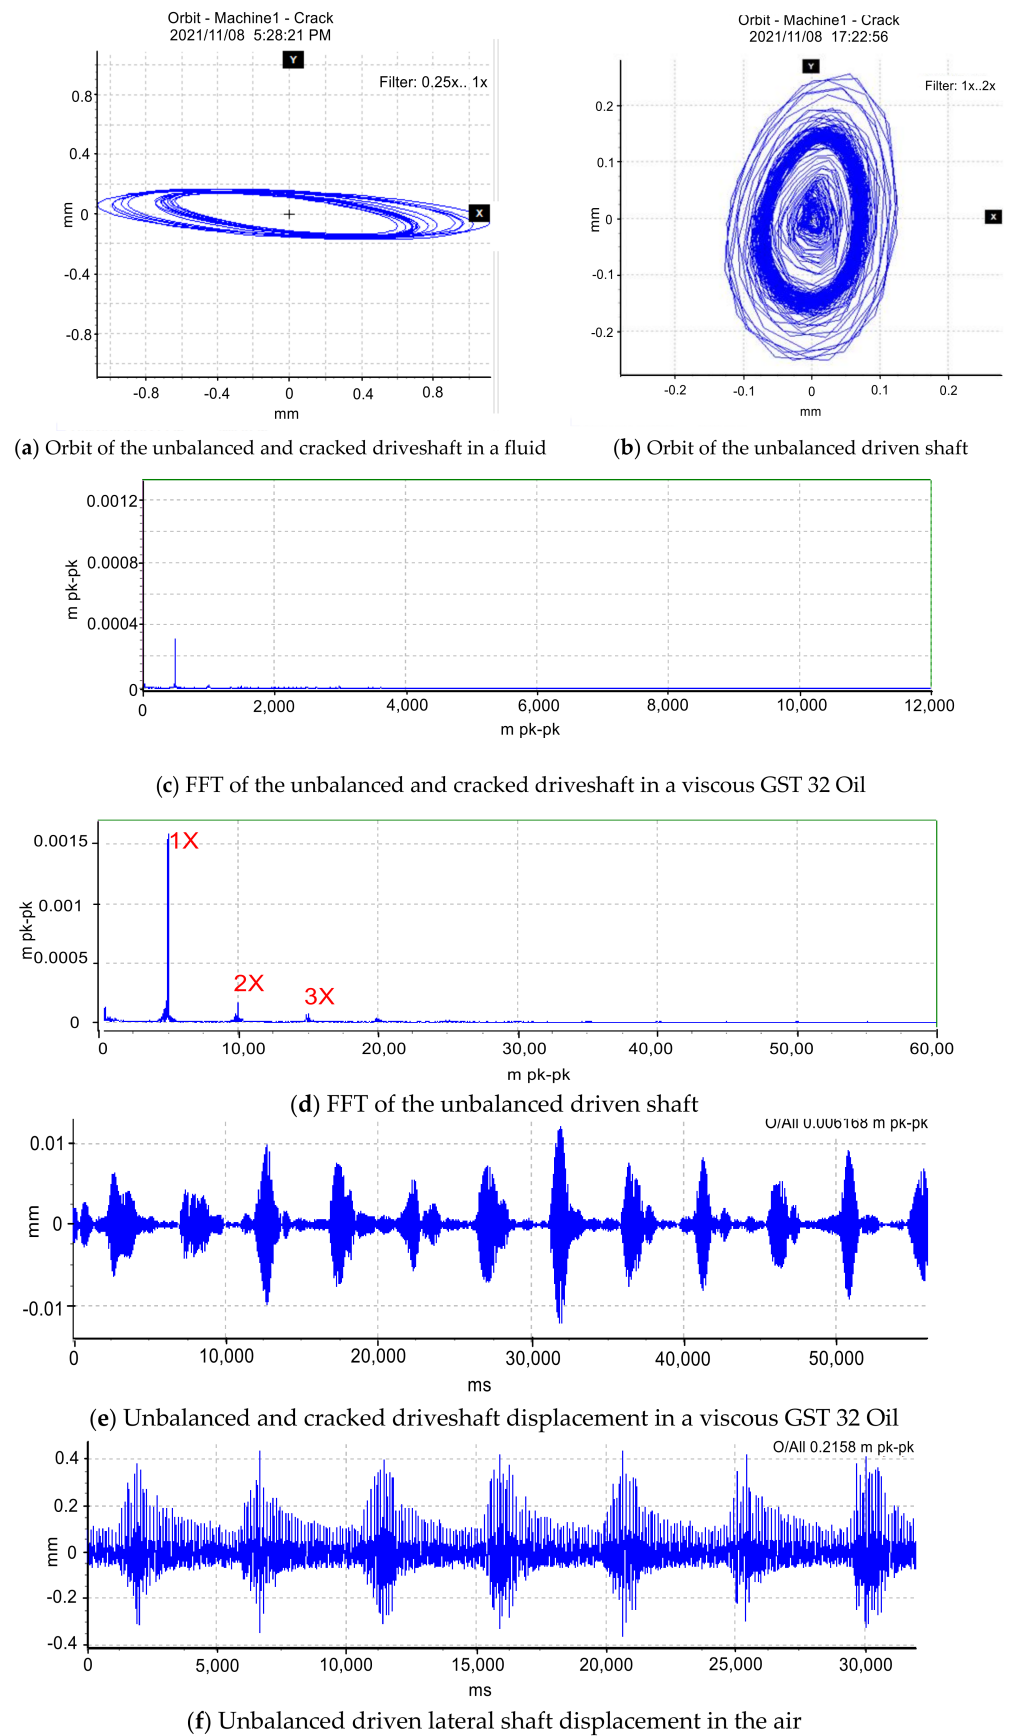 Orbit - Machine1 - Crack
2021/11/08 5:28:21 PM
Y
Filter: 0.25x.. 1x
0.8
0.4
0
-0.4
-0.8
mm
X
-0.8 -0.4 0 0.4 0.8
mm
(a) Orbit of the unbalanced and cracked driveshaft in a fluid
Orbit - Machine1 - Crack
2021/11/08 17:22:56
Y
Filter: 1x..2x
0.2
0.1
0
-0.1
-0.2
mm
X
-0.2 -0.1 0 0.1 0.2
mm
(b) Orbit of the unbalanced driven shaft
0.0012
0.0008
0.0004
0
m pk-pk
0 2,000 4,000 6,000 8,000 10,000 12,000
m pk-pk
(c) FFT of the unbalanced and cracked driveshaft in a viscous GST 32 Oil
0.0015
0.001
0.0005
0
m pk-pk
1X
2X
3X
0 10,00 20,00 30,00 40,00 50,00 60,00
m pk-pk
(d) FFT of the unbalanced driven shaft
O/All 0.006168 m pk-pk
0.01
0
-0.01
mm
0 10,000 20,000 30,000 40,000 50,000
ms
(e) Unbalanced and cracked driveshaft displacement in a viscous GST 32 Oil
O/All 0.2158 m pk-pk
0.4
0.2
0
-0.2
-0.4
mm
0 5,000 10,000 15,000 20,000 25,000 30,000
ms
(f) Unbalanced driven lateral shaft displacement in the air